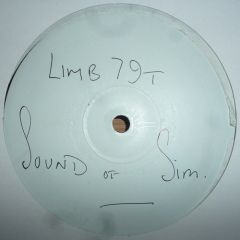 LIMB 79T
SOUND OF Sim.